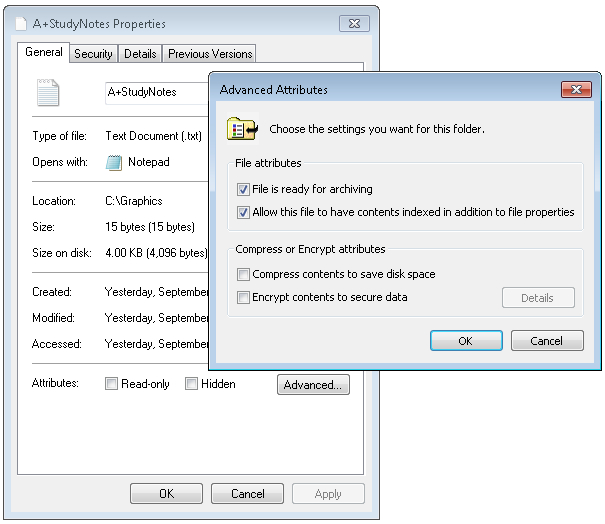 A+StudyNotes Properties
General Security Details Previous Versions
A+StudyNotes
Type of file: Text Document (.txt)
Opens with: Notepad
Location: C:\Graphics
Size: 15 bytes (15 bytes)
Size on disk: 4.00 KB (4,096 bytes)
Created: Yesterday, September
Modified: Yesterday, September
Accessed: Yesterday, September
Attributes: Read-only Hidden Advanced...
OK Cancel Apply
Advanced Attributes
Choose the settings you want for this folder.
File attributes
File is ready for archiving
Allow this file to have contents indexed in addition to file properties
Compress or Encrypt attributes
Compress contents to save disk space
Encrypt contents to secure data Details
OK Cancel